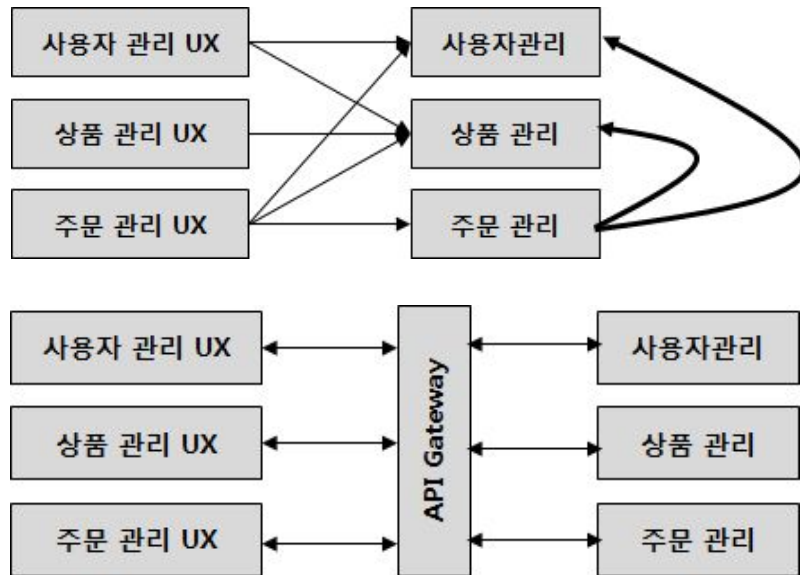 사용자 관리 UX
사용자관리
상품 관리 UX
상품 관리
주문 관리 UX
주문 관리
사용자 관리 UX
API Gateway
사용자관리
상품 관리 UX
상품 관리
주문 관리 UX
주문 관리